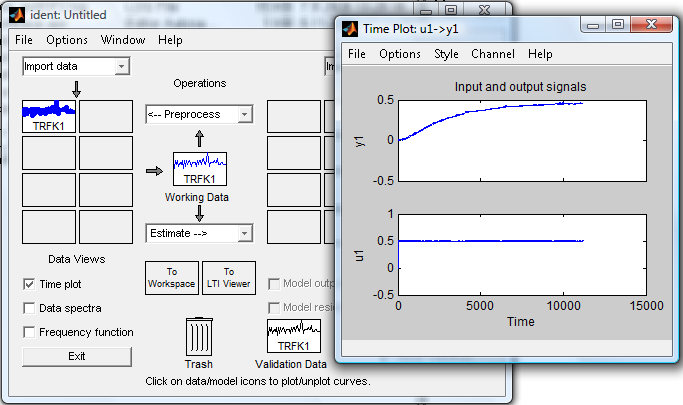 ident: Untitled
File Options Window Help
Import data
Operations
TRFK1
<-- Preprocess
TRFK1
Working Data
Estimate -->
Data Views
Time plot
Data spectra
Frequency function
Exit
To
Workspace
To
LTI Viewer
Model outp
Model resi
Trash
TRFK1
Validation Data
Click on data/model icons to plot/unplot curves.
Time Plot: u1->y1
File Options Style Channel Help
Input and output signals
0.5
0
-0.5
y1
1
0.5
0
-0.5
u1
0 5000 10000 15000
Time